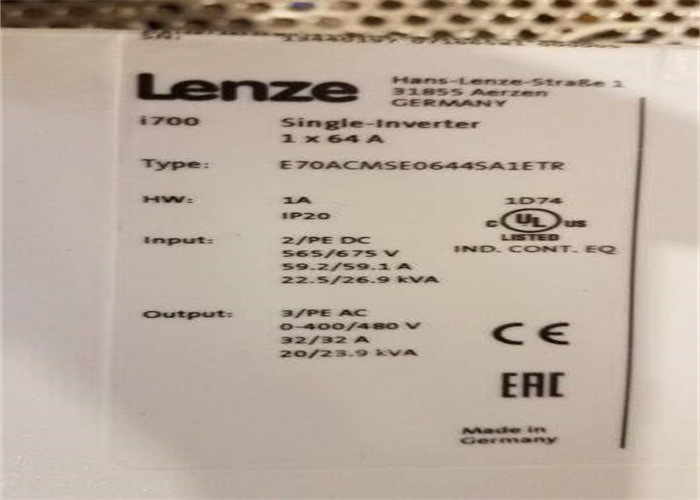 SN:
Lenze
Hans-Lenze-Straße 1
31855 Aerzen
GERMANY
i700 Single-Inverter
1 x 64 A
Type: E70ACMSE0644SA1ETR
HW: 1A
IP20
1D74
C UL US
LISTED
IND. CONT. EQ
Input: 2/PE DC
565/675 V
59.2/59.1 A
22.5/26.9 kVA
Output: 3/PE AC
0-400/480 V
32/32 A
20/23.9 kVA
CE
EAC
Made in
Germany